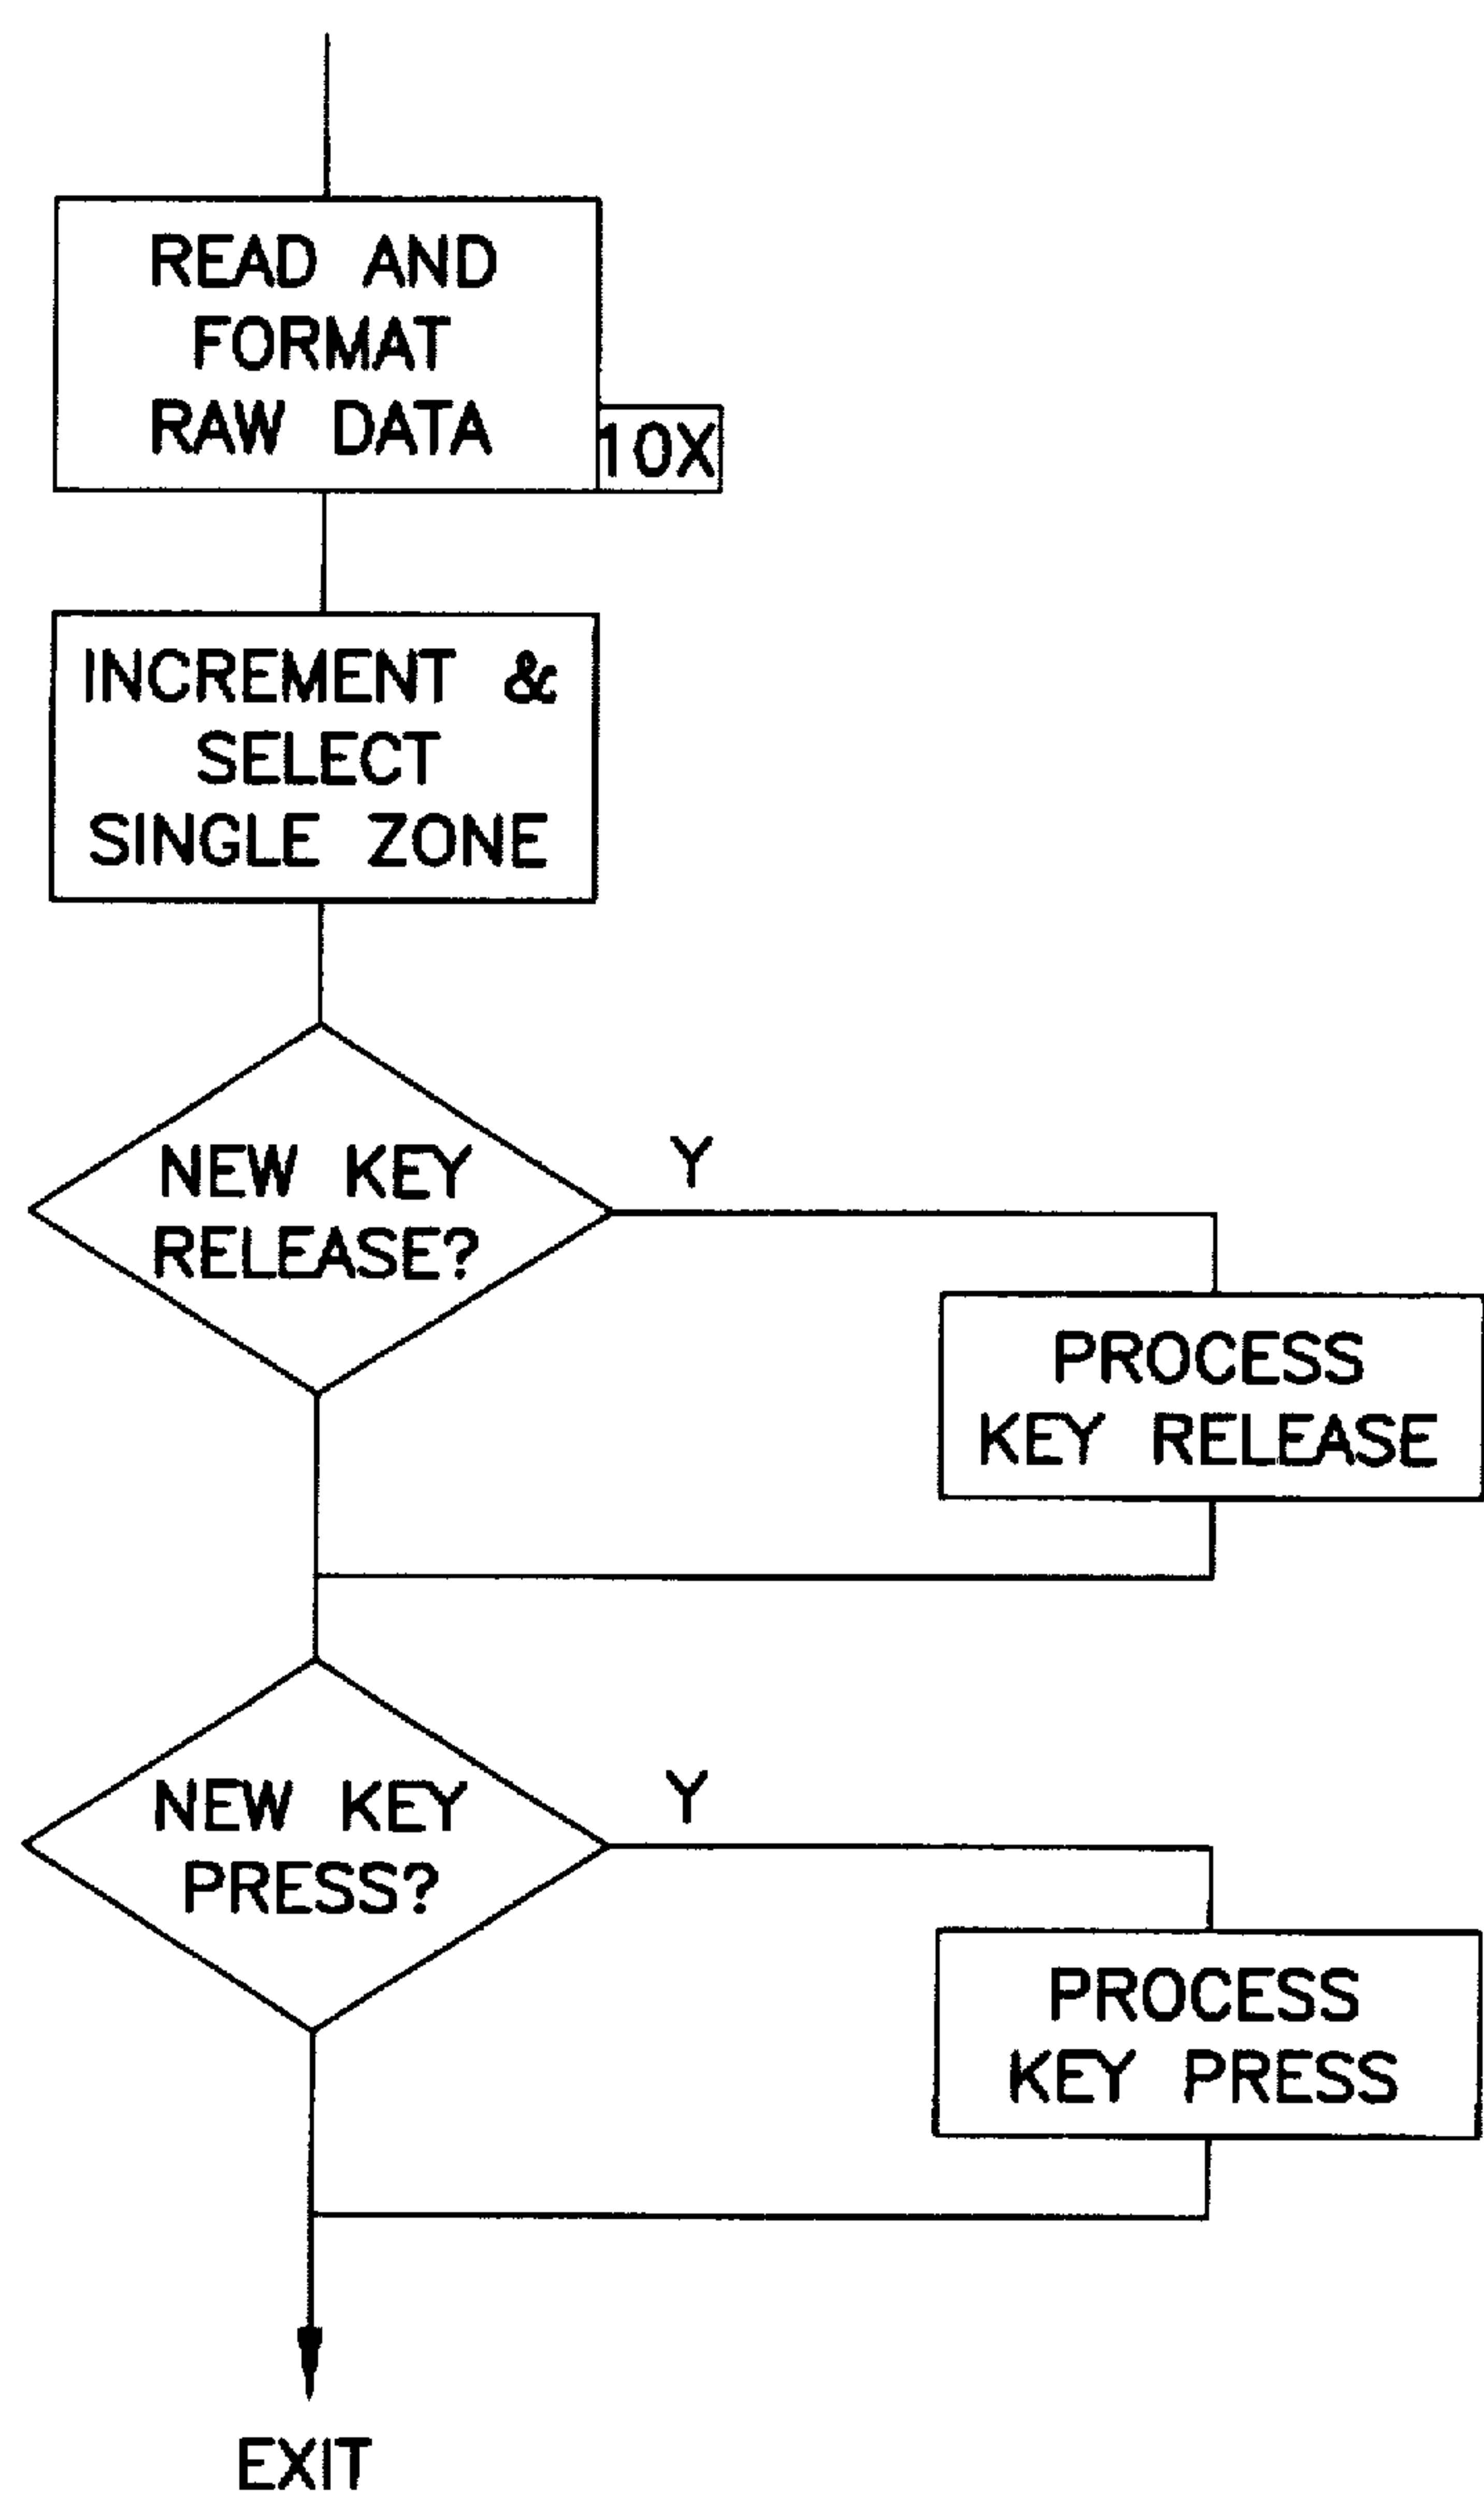 READ AND
FORMAT
RAW DATA
10X
INCREMENT &
SELECT
SINGLE ZONE
NEW KEY
RELEASE?
Y
PROCESS
KEY RELEASE
NEW KEY
PRESS?
Y
PROCESS
KEY PRESS
EXIT